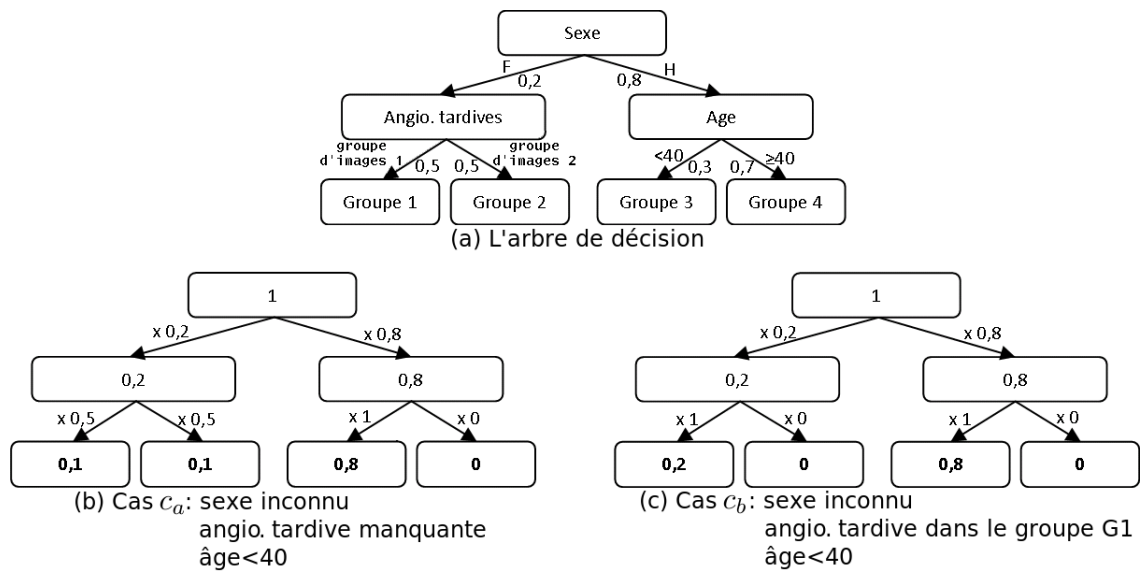 Sexe
F
0,2
H
0,8
Angio. tardives
Age
groupe
d'images 1
0,5
0,5
groupe
d'images 2
<40
0,3
0,7
≥40
Groupe 1
Groupe 2
Groupe 3
Groupe 4
(a) L'arbre de décision
1
x 0,2
x 0,8
0,2
0,8
x 0,5
x 0,5
x 1
x 0
0,1
0,1
0,8
0
(b) Cas c_a: sexe inconnu
angio. tardive manquante
âge<40
1
x 0,2
x 0,8
0,2
0,8
x 1
x 0
x 1
x 0
0,2
0
0,8
0
(c) Cas c_b: sexe inconnu
angio. tardive dans le groupe G1
âge<40